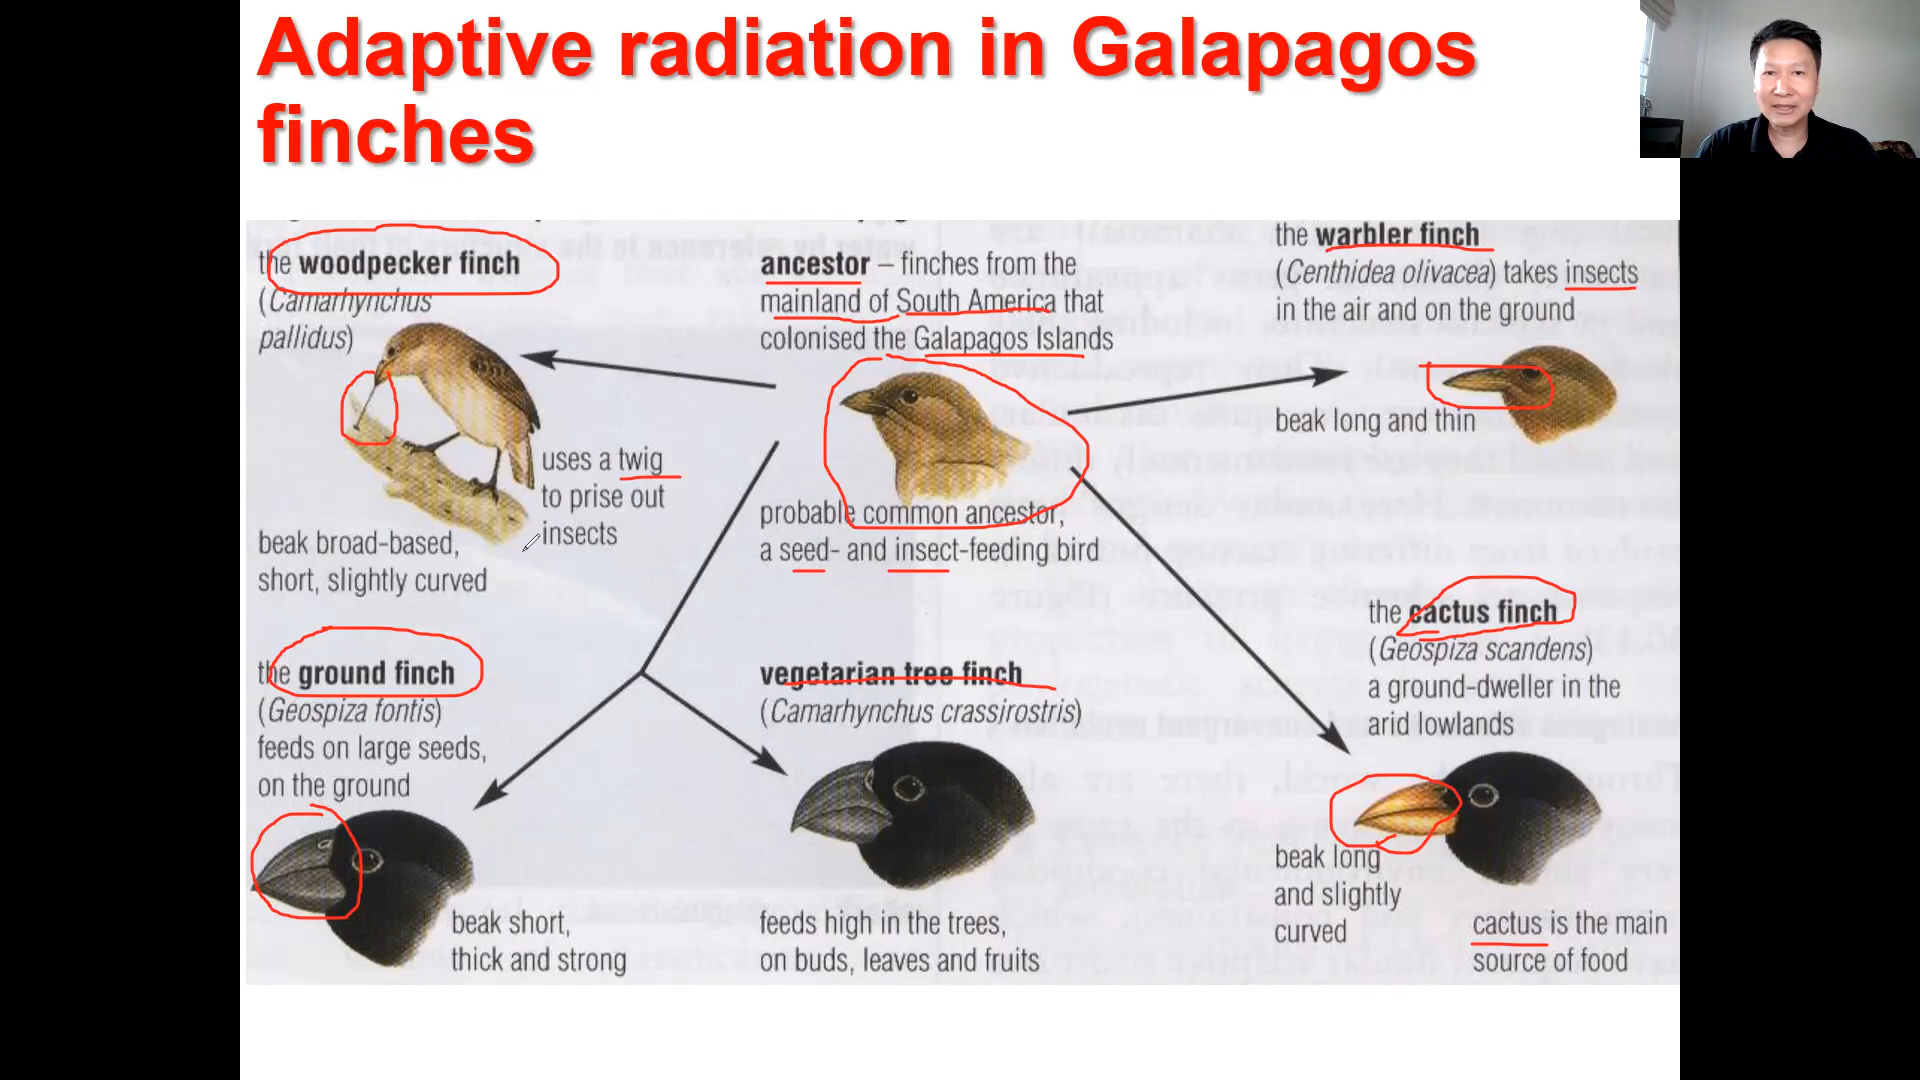 Adaptive radiation in Galapagos
finches
the woodpecker finch
(Camarhynchus
pallidus)
uses a twig
to prise out
insects
beak broad-based,
short, slightly curved
ancestor – finches from the
mainland of South America that
colonised the Galapagos Islands
probable common ancestor,
a seed- and insect-feeding bird
the warbler finch
(Centhidea olivacea) takes insects
in the air and on the ground
beak long and thin
the ground finch
(Geospiza fontis)
feeds on large seeds,
on the ground
beak short,
thick and strong
vegetarian tree finch
(Camarhynchus crassirostris)
feeds high in the trees,
on buds, leaves and fruits
the cactus finch
(Geospiza scandens)
a ground-dweller in the
arid lowlands
beak long
and slightly
curved
cactus is the main
source of food